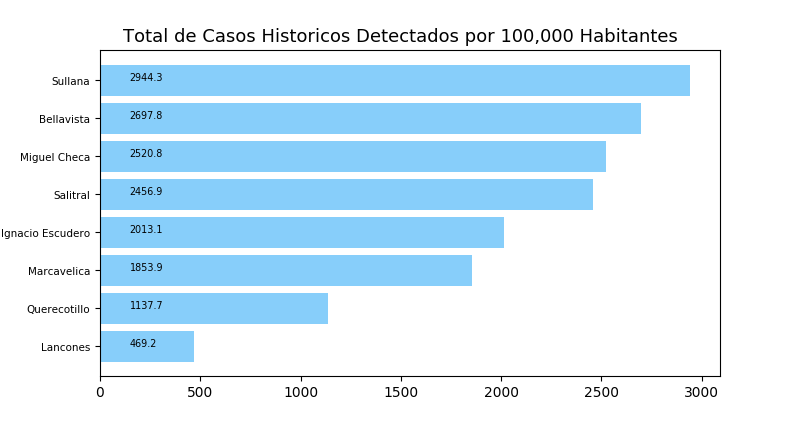 Total de Casos Historicos Detectados por 100,000 Habitantes
Sullana 2944.3
Bellavista 2697.8
Miguel Checa 2520.8
Salitral 2456.9
Ignacio Escudero 2013.1
Marcavelica 1853.9
Querecotillo 1137.7
Lancones 469.2
0 500 1000 1500 2000 2500 3000